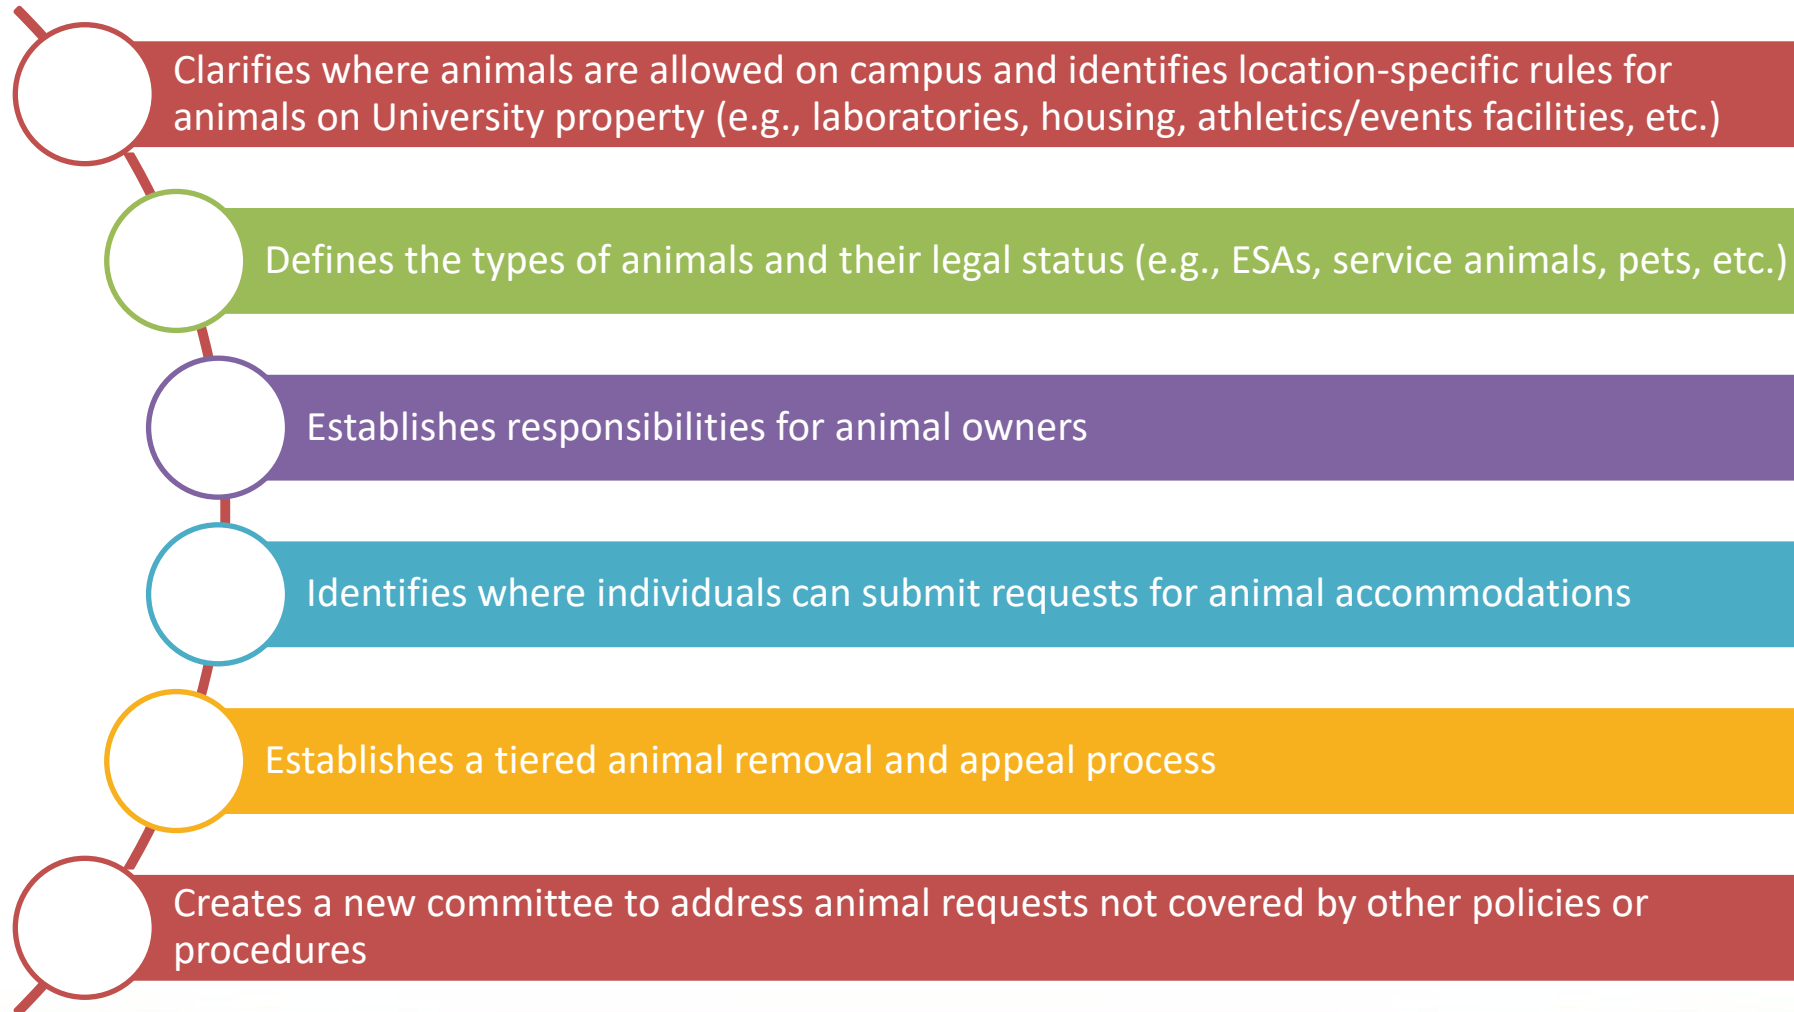 Clarifies where animals are allowed on campus and identifies location-specific rules for
animals on University property (e.g., laboratories, housing, athletics/events facilities, etc.)
Defines the types of animals and their legal status (e.g., ESAs, service animals, pets, etc.)
Establishes responsibilities for animal owners
Identifies where individuals can submit requests for animal accommodations
Establishes a tiered animal removal and appeal process
Creates a new committee to address animal requests not covered by other policies or
procedures